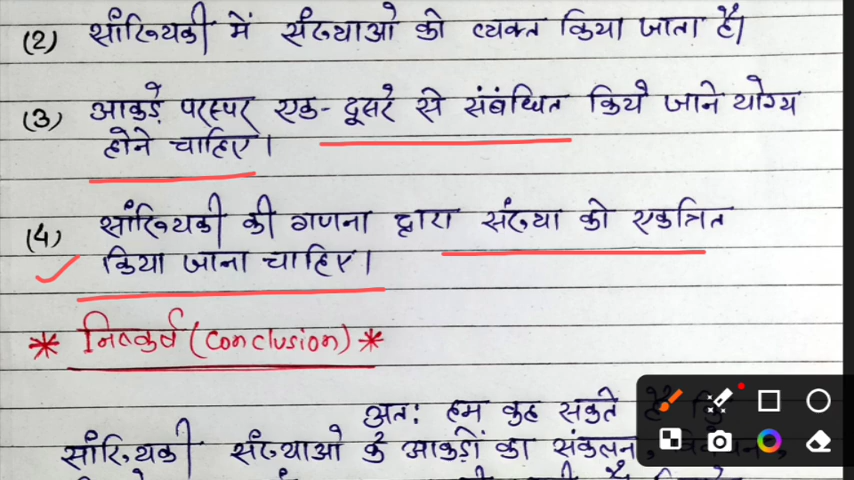 (2) सांख्यिकी में संख्याओ को व्यक्त किया जाता है।
(3) आकड़े परस्पर एक-दूसरे से संबंधित किये जाने योग्य
होने चाहिए।
(4) सांख्यिकी की गणना द्वारा संख्या को एकत्रित
किया जाना चाहिए।
* निष्कर्ष (Conclusion) *
अतः हम कह सकते है कि
सांख्यिकी संख्याओ के आकड़ों का संकलन,